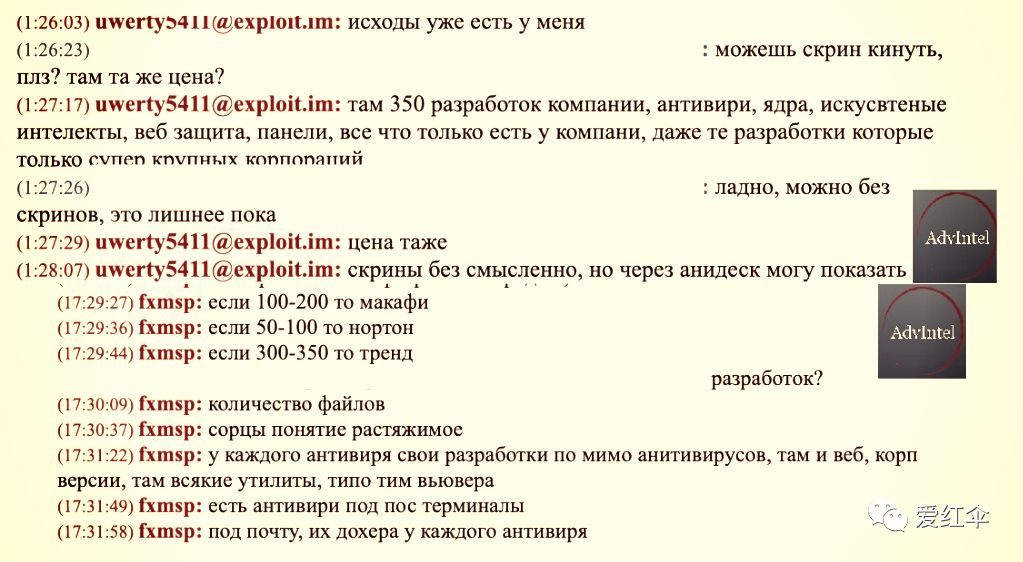 (1:26:03) uwerty5411@exploit.im: исходы уже есть у меня
(1:26:23) : можешь скрин кинуть,
плз? там та же цена?
(1:27:17) uwerty5411@exploit.im: там 350 разработок компании, антивири, ядра, искусвтеные
интелекты, веб защита, панели, все что только есть у компани, даже те разработки которые
только супер крупных корпораций
(1:27:26) : ладно, можно без
скринов, это лишнее пока
(1:27:29) uwerty5411@exploit.im: цена таже
(1:28:07) uwerty5411@exploit.im: скрины без смысленно, но через анидеск могу показать
AdvIntel
(17:29:27) fxmsp: если 100-200 то макафи
(17:29:36) fxmsp: если 50-100 то нортон
(17:29:44) fxmsp: если 300-350 то тренд
AdvIntel
разработок?
(17:30:09) fxmsp: количество файлов
(17:30:37) fxmsp: сорцы понятие растяжимое
(17:31:22) fxmsp: у каждого антивиря свои разработки по мимо анитивирусов, там и веб, корп
версии, там всякие утилиты, типо тим вьювера
(17:31:49) fxmsp: есть антивири под пос терминалы
(17:31:58) fxmsp: под почту, их дохера у каждого антивиря
爱红伞